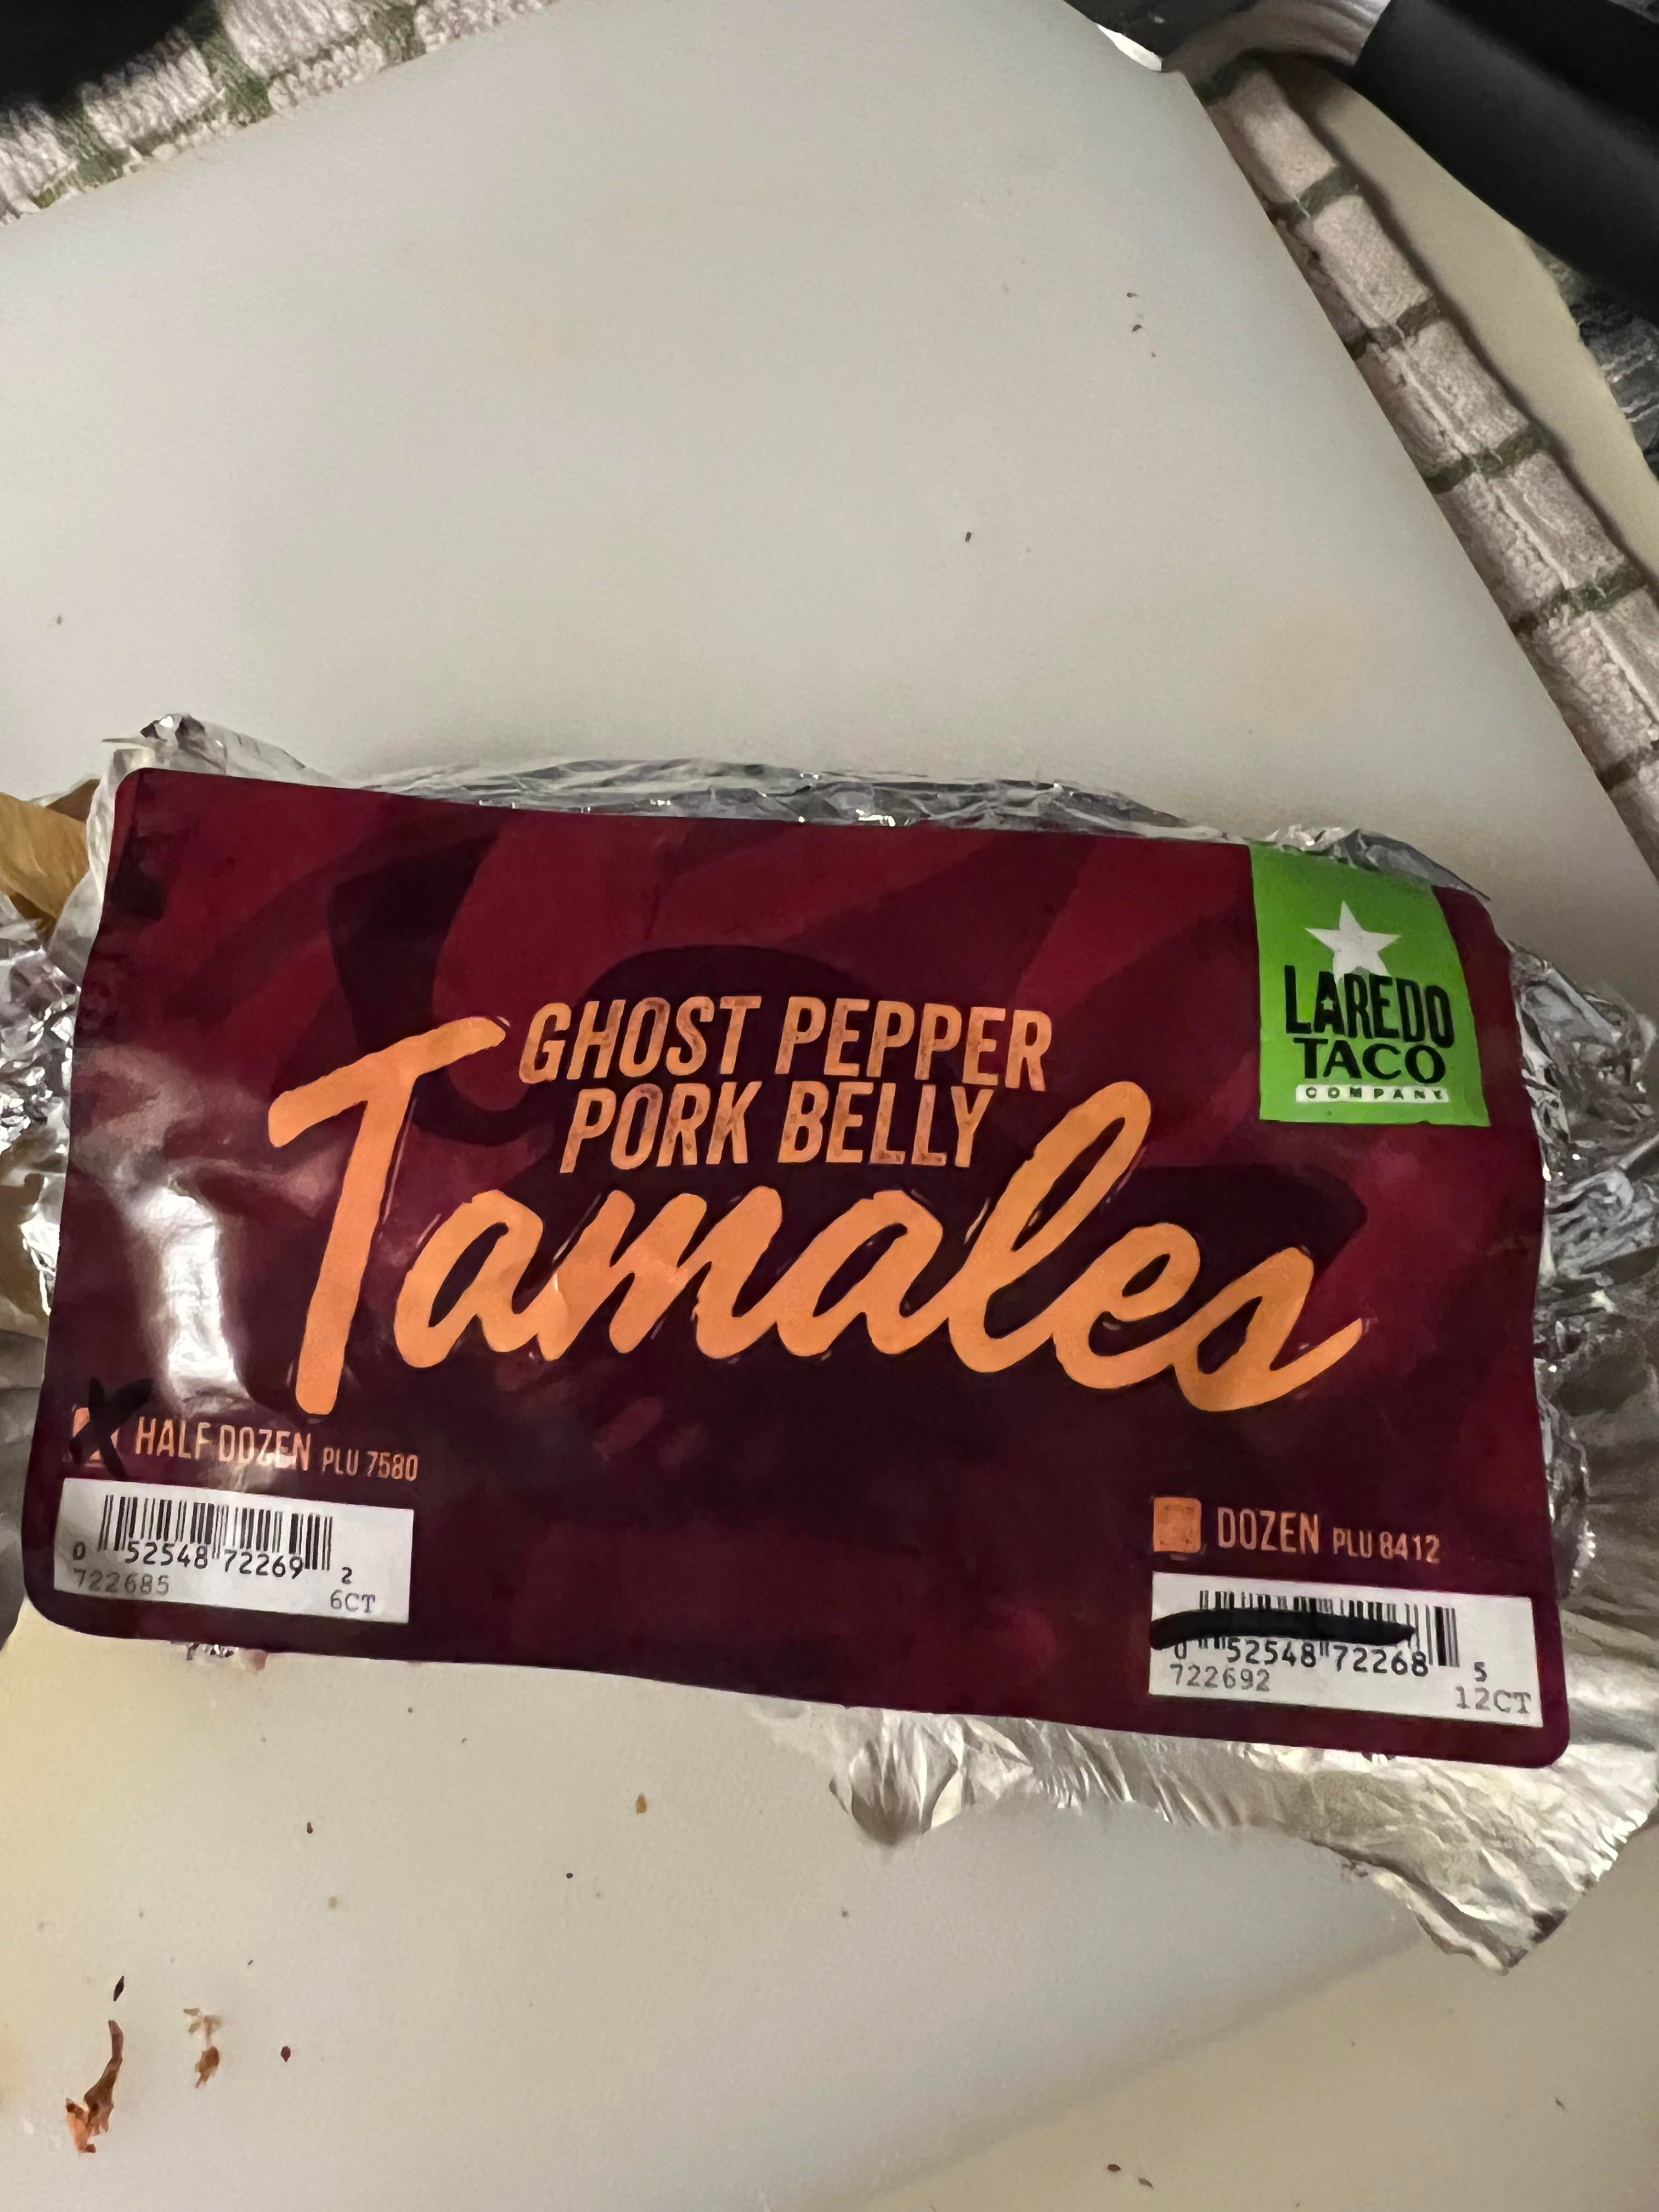 GHOST PEPPER
PORK BELLY
Tamales
LAREDO
TACO
COMPANY
HALF DOZEN PLU 7580
0 52548 72269 2
722685 6CT
DOZEN PLU 8412
0 52548 72268 5
722692 12CT